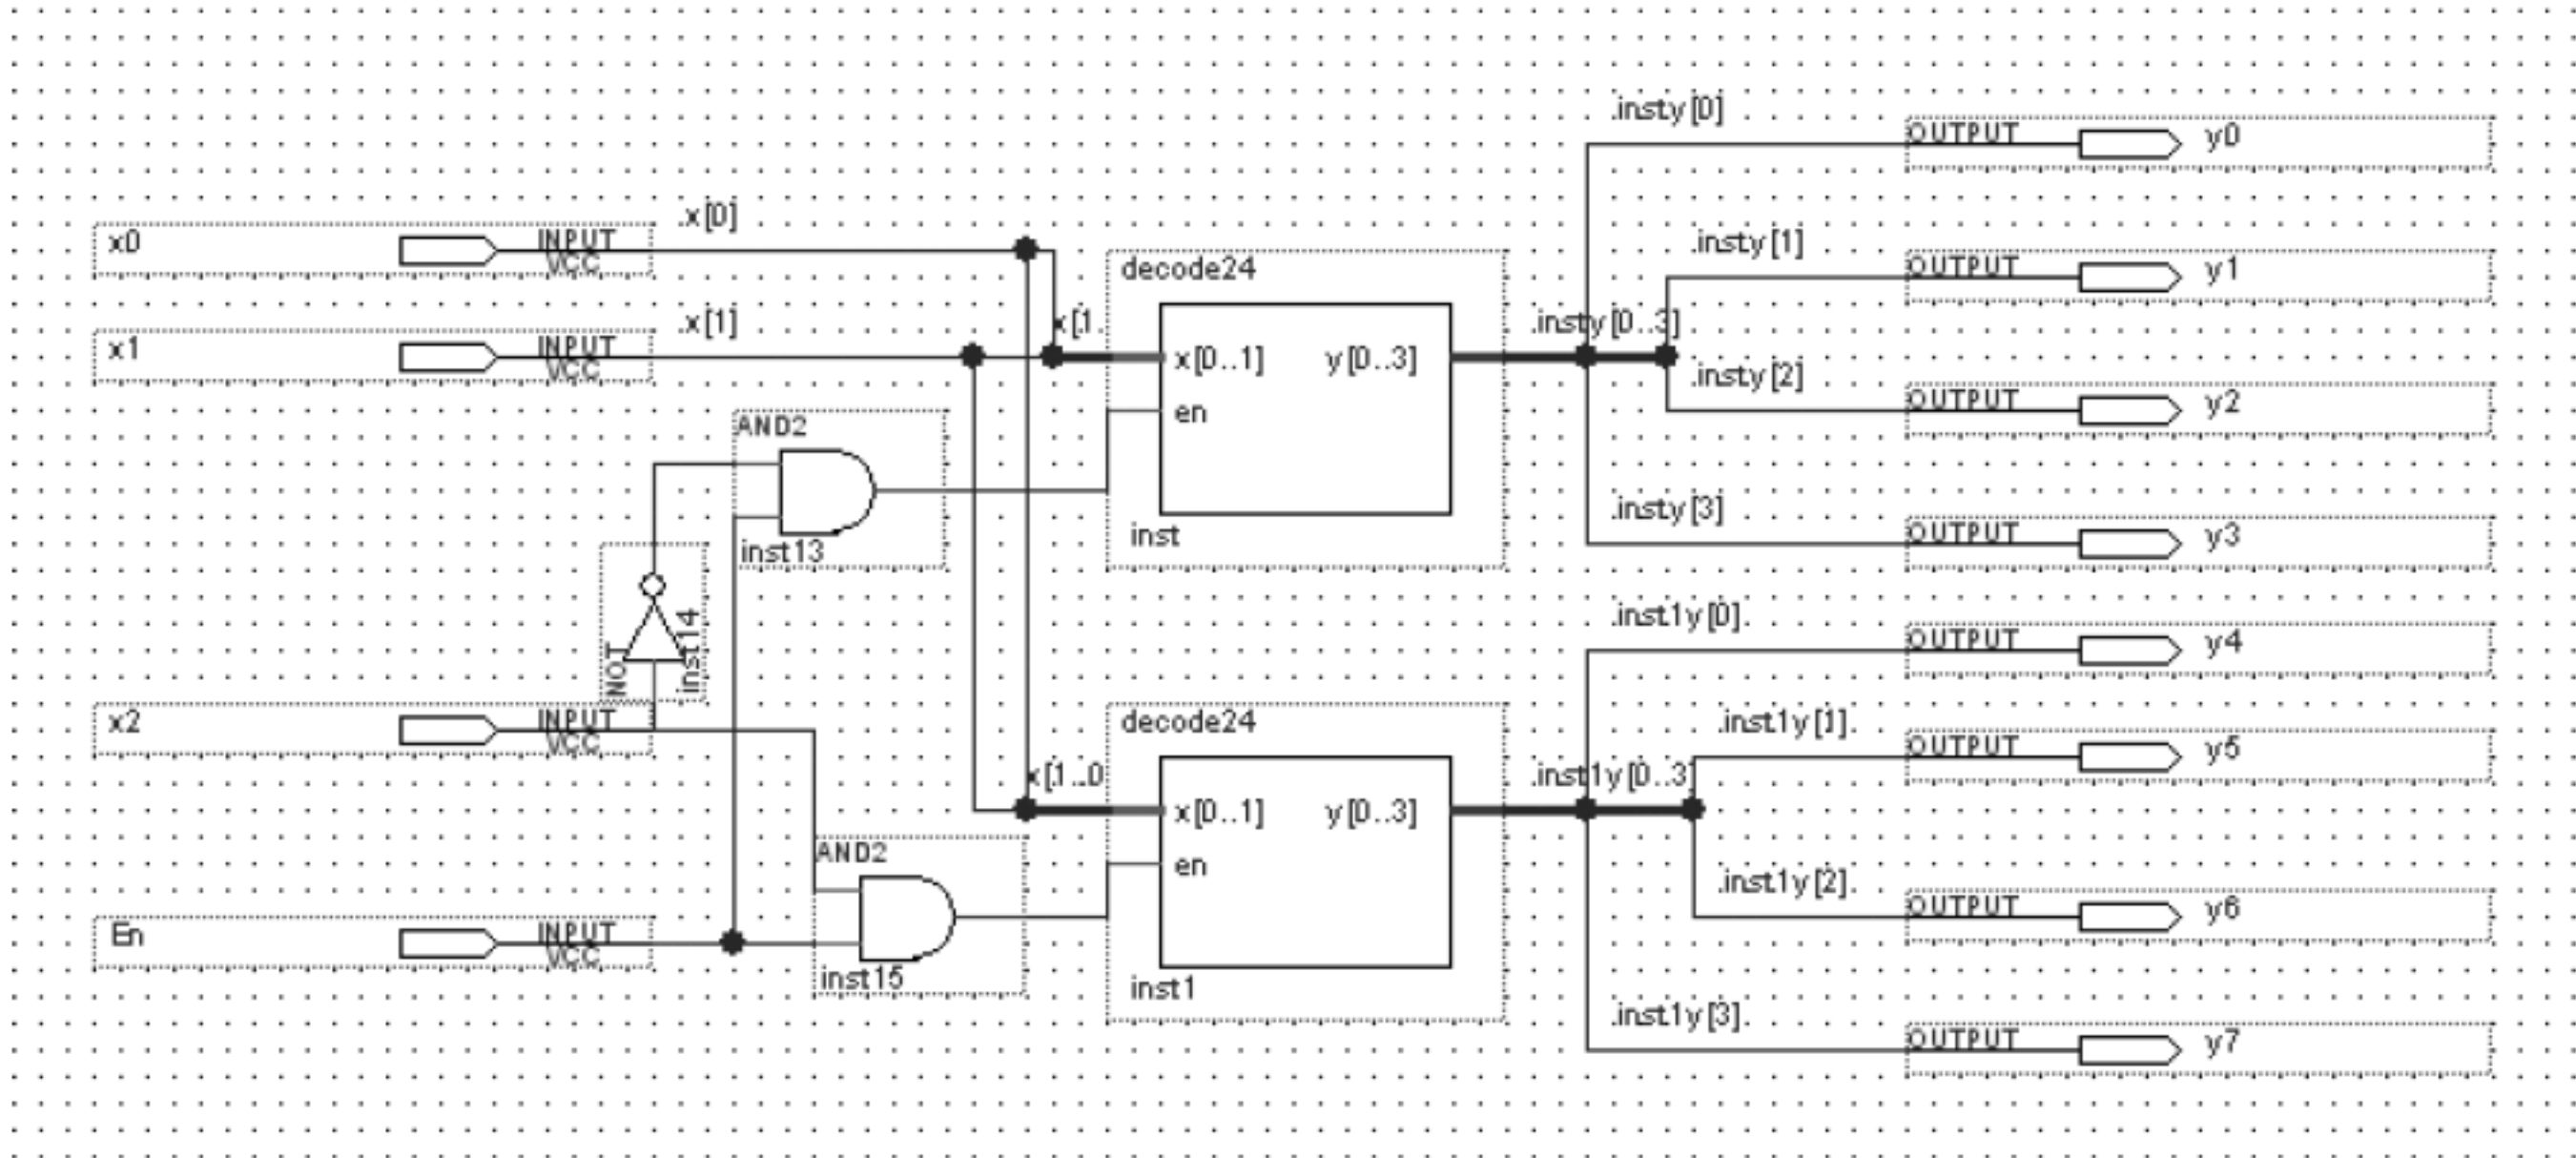 insty[0]
OUTPUT y0
x[0]
x0 INPUT VCC
insty[1]
OUTPUT y1
decode24
x[1]
x1 INPUT VCC
x[1.
x[0..1] y[0..3]
en
inst
insty[0..3]
insty[2]
OUTPUT y2
AND2
inst13
insty[3]
OUTPUT y3
NOT
inst14
inst1y[0]
OUTPUT y4
x2 INPUT VCC
decode24
inst1y[1]
OUTPUT y5
x[1..0
x[0..1] y[0..3]
en
inst1
inst1y[0..3]
AND2
inst15
inst1y[2]
OUTPUT y6
En INPUT VCC
inst1y[3]
OUTPUT y7